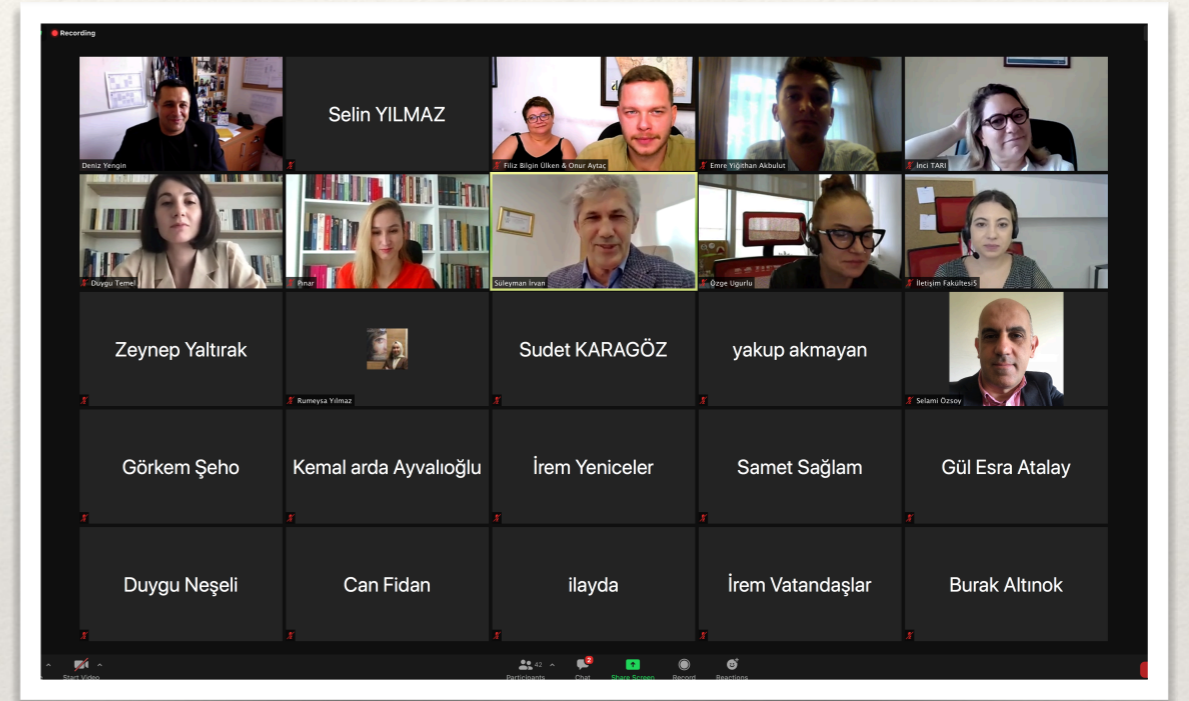 Recording
Selin YILMAZ
Deniz Yengin
Filiz Bilgin Ülken & Onur Aytaç
Emre Yiğithan Akbulut
İnci TARI
Duygu Temel
Pınar
Süleyman İrvan
Özge Ugurlu
İletişim FakültesiS
Zeynep Yaltırak
Rumeysa Yılmaz
Sudet KARAGÖZ
yakup akmayan
Selami Özsoy
Görkem Şeho
Kemal arda Ayvalıoğlu
İrem Yeniceler
Samet Sağlam
Gül Esra Atalay
Duygu Neşeli
Can Fidan
ilayda
İrem Vatandaşlar
Burak Altınok
42
2
Start Video
Participants
Chat
Share Screen
Record
Reactions